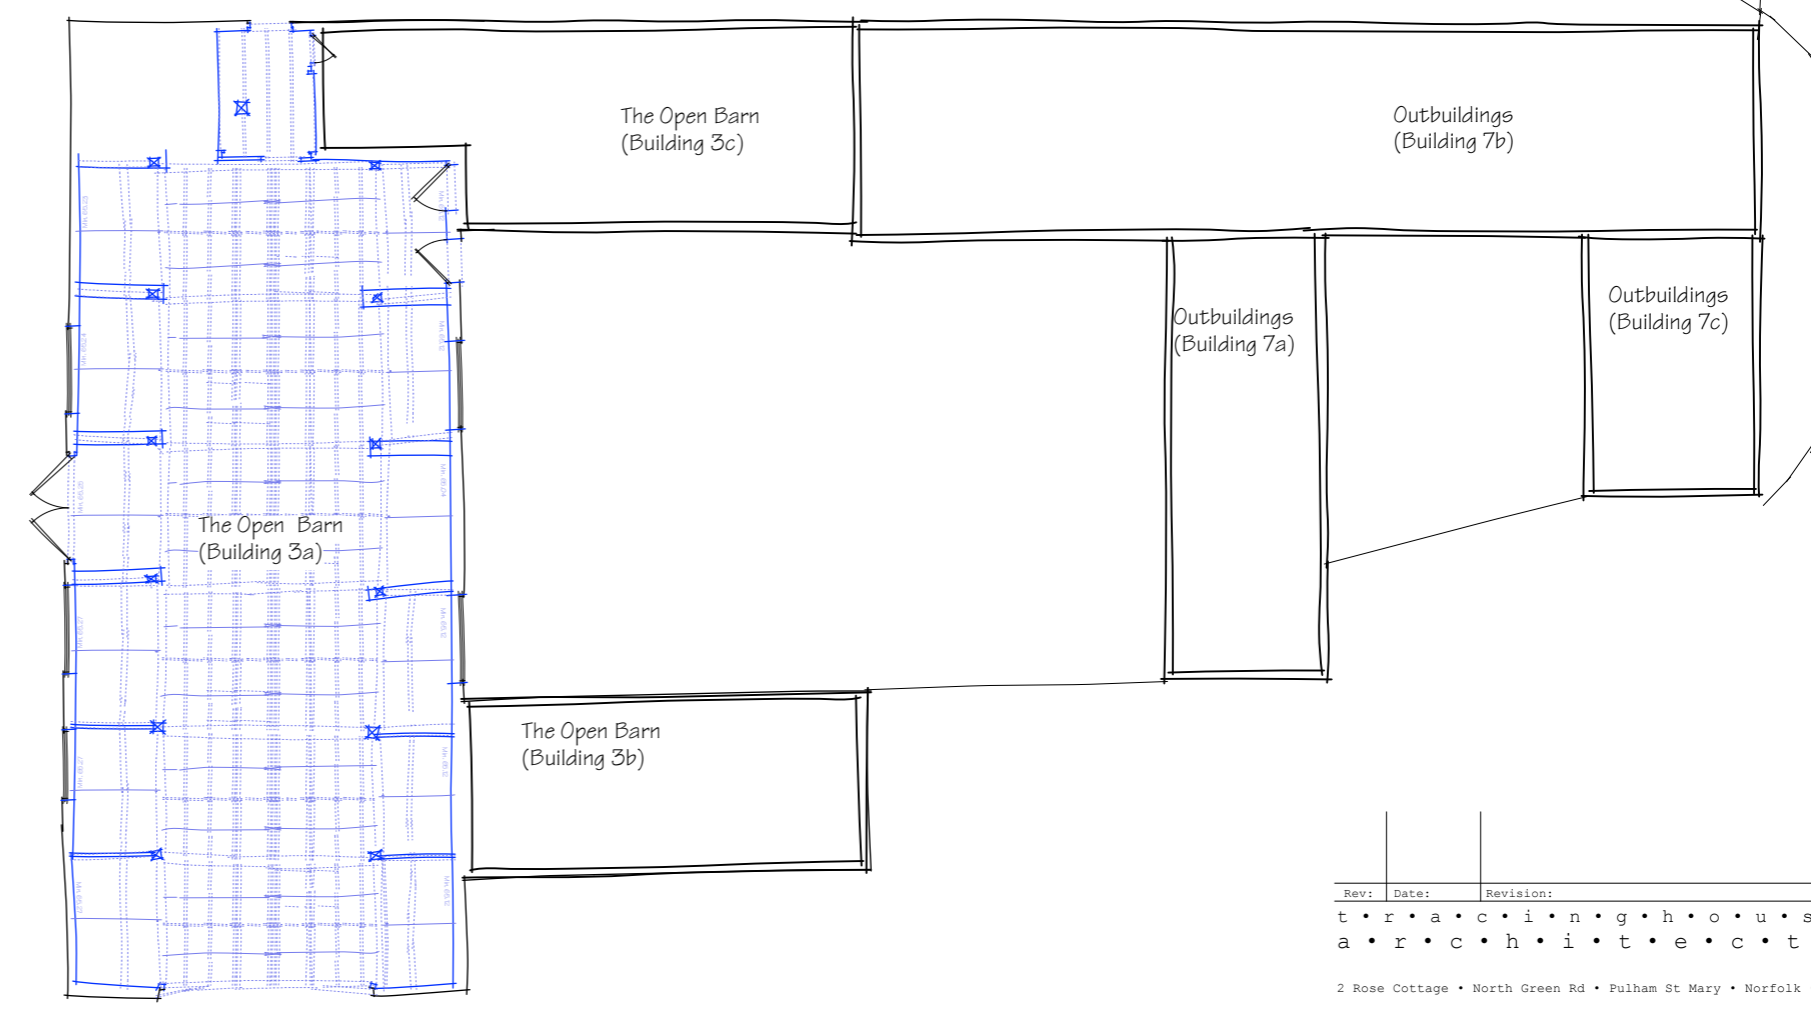 The Open Barn
(Building 3c)
Outbuildings
(Building 7b)
Outbuildings
(Building 7a)
Outbuildings
(Building 7c)
The Open Barn
(Building 3a)
The Open Barn
(Building 3b)
Rev: Date: Revision:
t•r•a•c•i•n•g•h•o•u•s
a•r•c•h•i•t•e•c•t
2 Rose Cottage • North Green Rd • Pulham St Mary • Norfolk